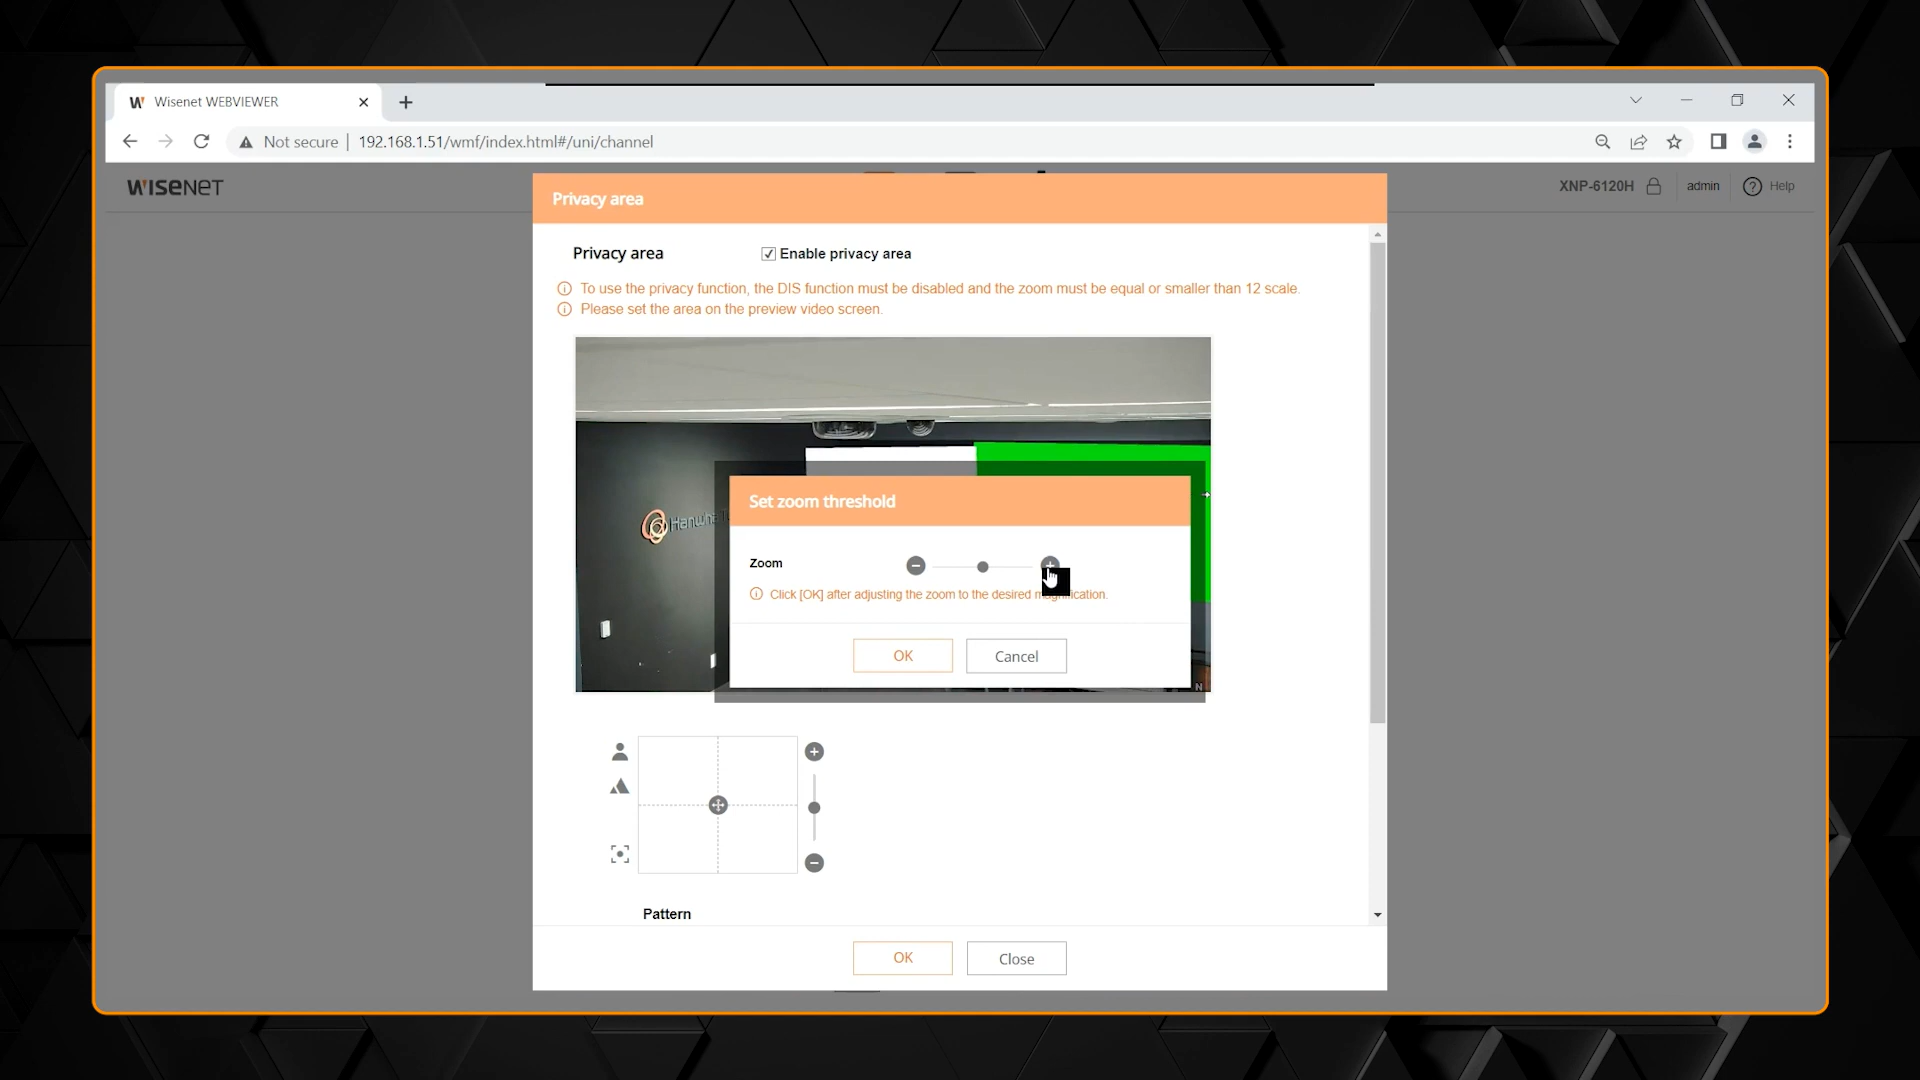 Wisenet WEBVIEWER
Not secure
192.168.1.51/wmf/index.html#/uni/channel
WISENET
XNP-6120H
admin
Help
Privacy area
Privacy area
Enable privacy area
To use the privacy function, the DIS function must be disabled and the zoom must be equal or smaller than 12 scale.
Please set the area on the preview video screen.
Hanwha
Set zoom threshold
Zoom
Click [OK] after adjusting the zoom to the desired magnification.
OK
Cancel
N
Pattern
OK
Close